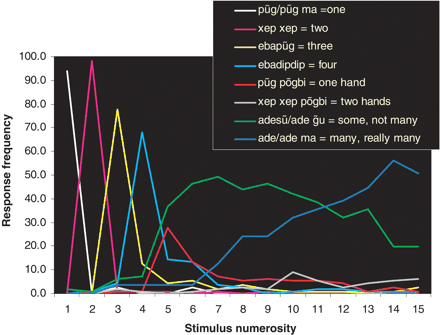 pũg/pũg ma =one
xep xep = two
ebapũg = three
ebadipdip = four
pũg põgbi = one hand
xep xep põgbi = two hands
adesũ/ade ğu = some, not many
ade/ade ma = many, really many
Response frequency
100.0
90.0
80.0
70.0
60.0
50.0
40.0
30.0
20.0
10.0
0.0
1 2 3 4 5 6 7 8 9 10 11 12 13 14 15
Stimulus numerosity